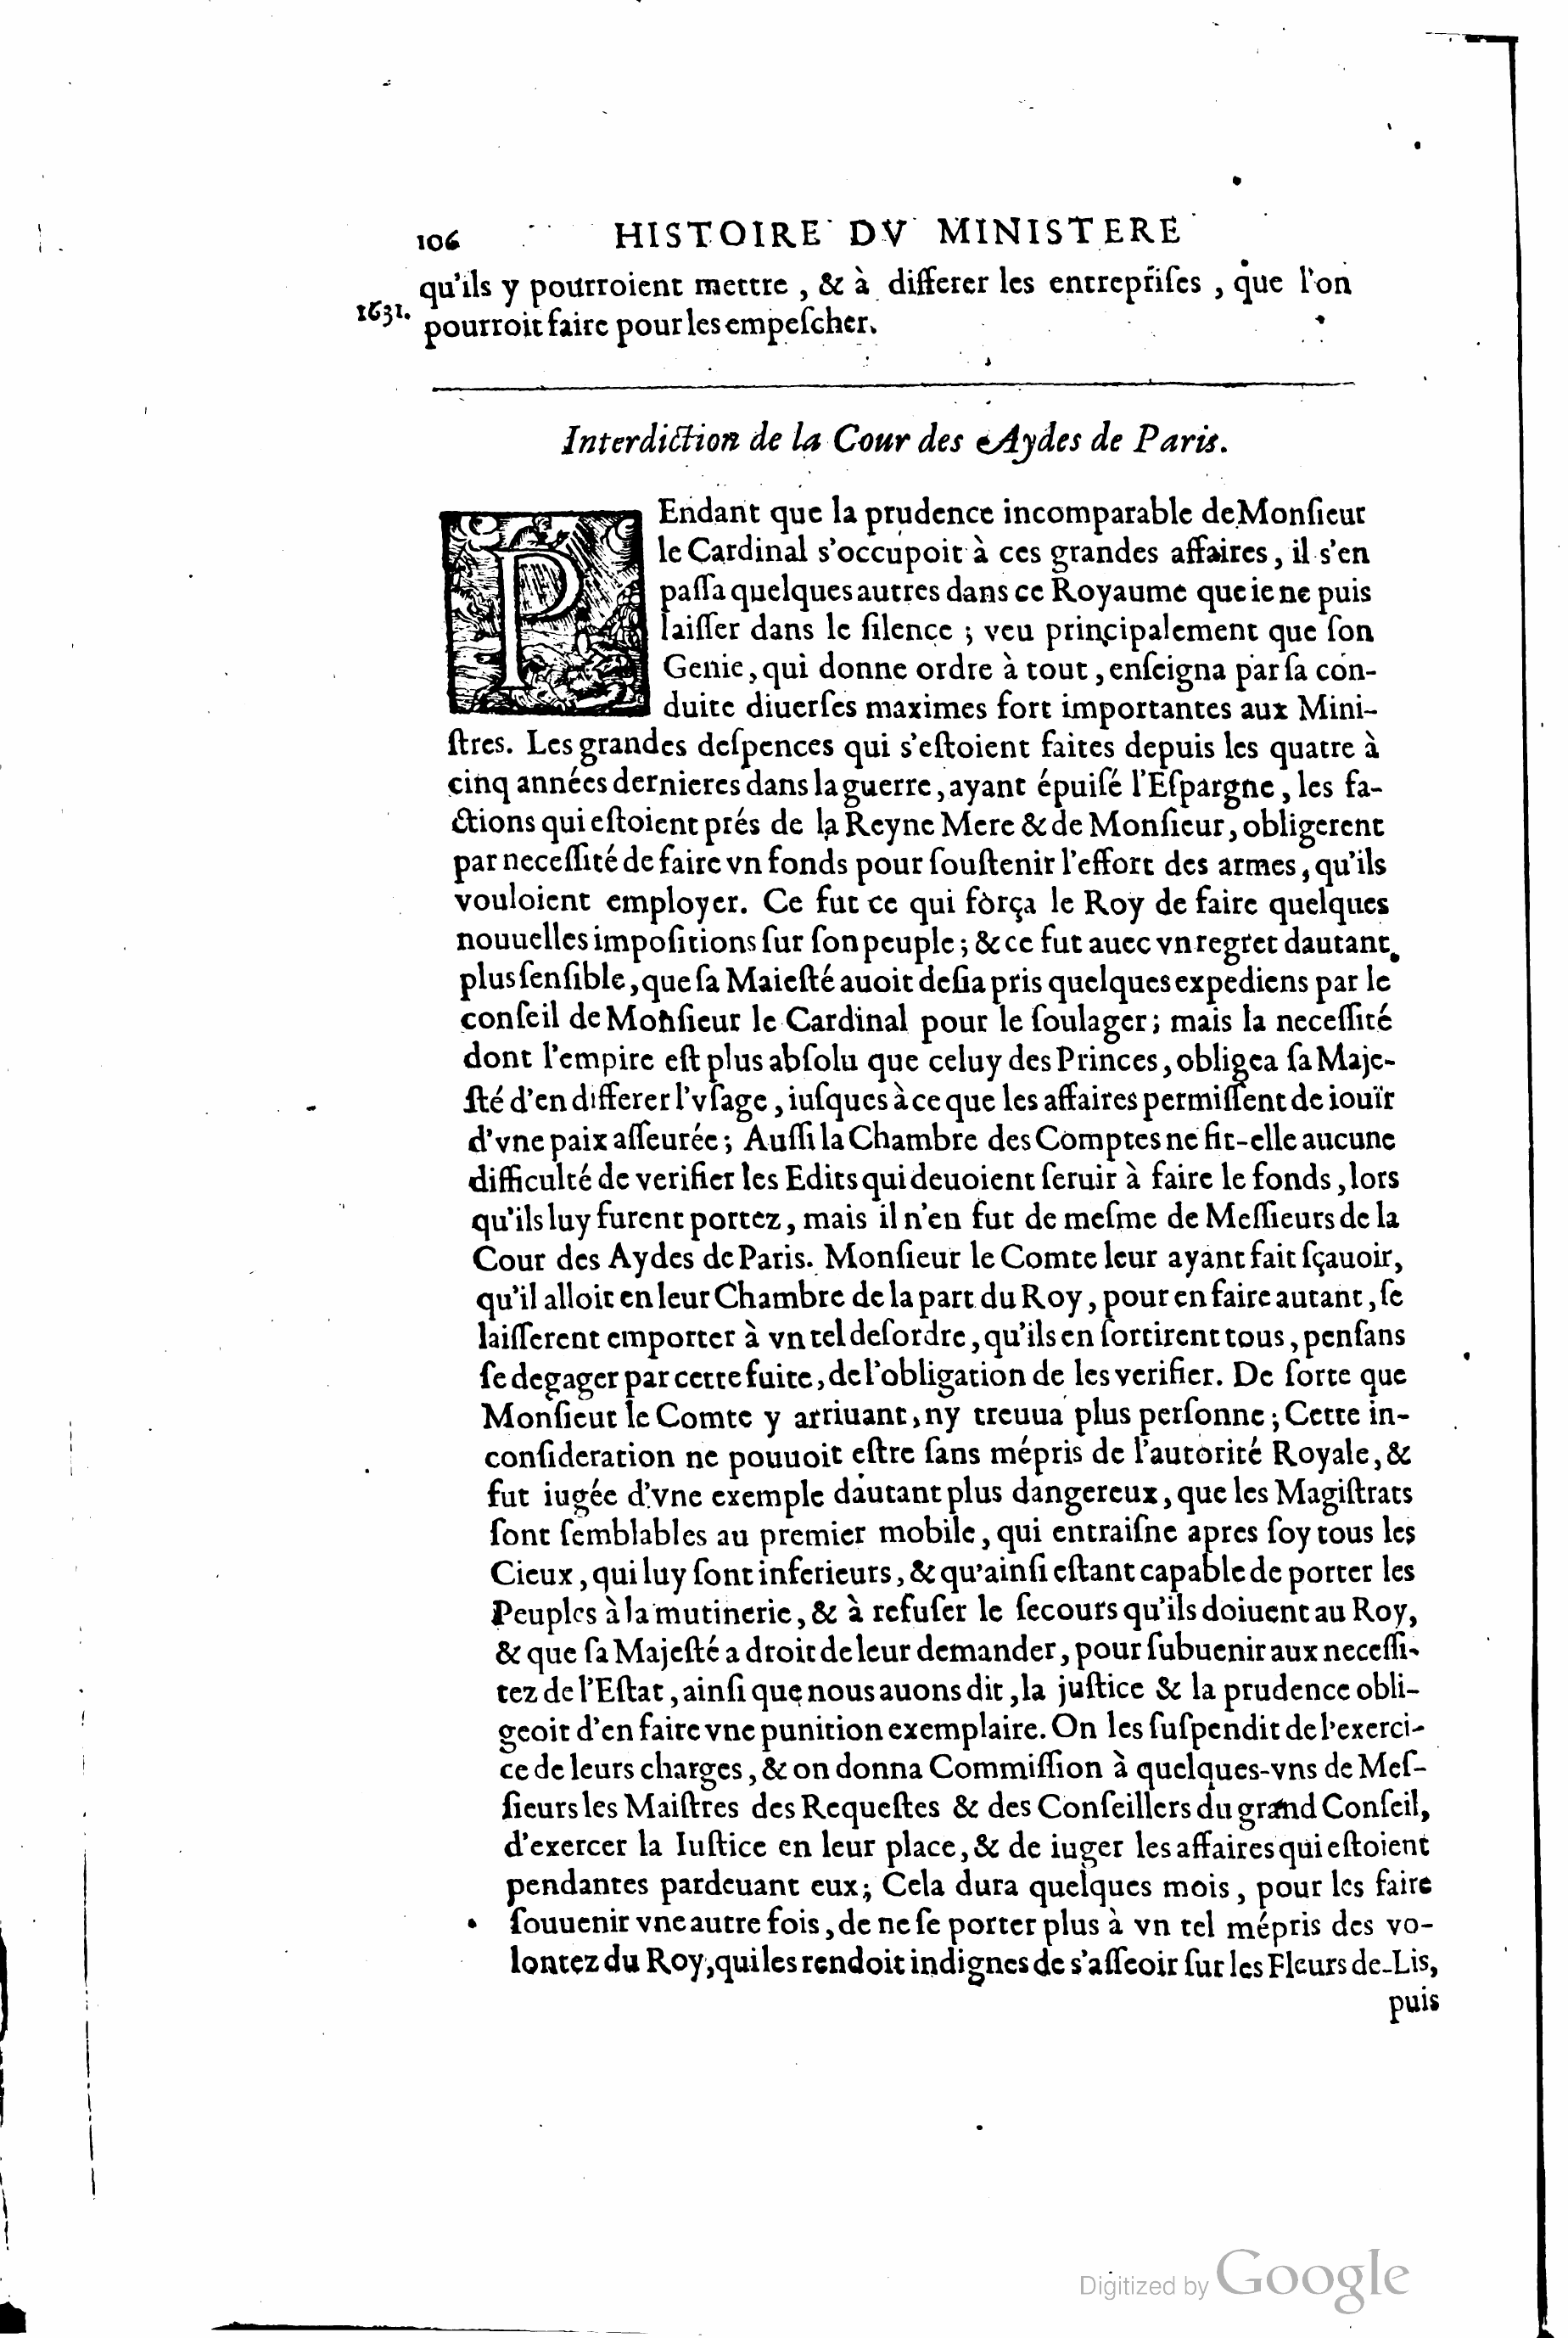 106 HISTOIRE DV MINISTERE
qu'ils y pourroient mettre, & à differer les entrepriſes, que l'on
1631.
pourroit faire pour les empeſcher.
Interdiction de la Cour des Aydes de Paris.
PEndant que la prudence incomparable de Monſieur
le Cardinal s'occupoit à ces grandes affaires, il s'en
paſſa quelques autres dans ce Royaume que ie ne puis
laiſſer dans le ſilence; veu principalement que ſon
Genie, qui donne ordre à tout, enſeigna par ſa con-
duite diuerſes maximes fort importantes aux Mini-
ſtres. Les grandes deſpences qui s'eſtoient faites depuis les quatre à
cinq années dernieres dans la guerre, ayant épuiſé l'Eſpargne, les fa-
ctions qui eſtoient prés de la Reyne Mere & de Monſieur, obligerent
par neceſſité de faire vn fonds pour ſouſtenir l'effort des armes, qu'ils
vouloient employer. Ce fut ce qui força le Roy de faire quelques
nouuelles impoſitions ſur ſon peuple; & ce fut auec vn regret dautant
plus ſenſible, que ſa Maieſté auoit deſia pris quelques expediens par le
conſeil de Monſieur le Cardinal pour le ſoulager; mais la neceſſité
dont l'empire eſt plus abſolu que celuy des Princes, obligea ſa Maje-
ſté d'en differer l'vſage, iuſques à ce que les affaires permiſſent de iouïr
d'vne paix aſſeurée; Auſſi la Chambre des Comptes ne fit-elle aucune
difficulté de verifier les Edits qui deuoient ſeruir à faire le fonds, lors
qu'ils luy furent portez, mais il n'en fut de meſme de Meſſieurs de la
Cour des Aydes de Paris. Monſieur le Comte leur ayant fait ſçauoir,
qu'il alloit en leur Chambre de la part du Roy, pour en faire autant, ſe
laiſſerent emporter à vn tel deſordre, qu'ils en ſortirent tous, penſans
ſe degager par cette fuite, de l'obligation de les verifier. De ſorte que
Monſieur le Comte y arriuant, ny treuua plus perſonne; Cette in-
conſideration ne pouuoit eſtre ſans mépris de l'autorité Royale, &
fut iugée d'vne exemple dautant plus dangereux, que les Magiſtrats
ſont ſemblables au premier mobile, qui entraiſne apres ſoy tous les
Cieux, qui luy ſont inferieurs, & qu'ainſi eſtant capable de porter les
Peuples à la mutinerie, & à refuſer le ſecours qu'ils doiuent au Roy,
& que ſa Majeſté a droit de leur demander, pour ſubuenir aux neceſſi-
tez de l'Eſtat, ainſi que nous auons dit, la juſtice & la prudence obli-
geoit d'en faire vne punition exemplaire. On les ſuſpendit de l'exerci-
ce de leurs charges, & on donna Commiſſion à quelques-vns de Meſ-
ſieurs les Maiſtres des Requeſtes & des Conſeillers du grand Conſeil,
d'exercer la Iuſtice en leur place, & de iuger les affaires qui eſtoient
pendantes pardeuant eux; Cela dura quelques mois, pour les faire
ſouuenir vne autre fois, de ne ſe porter plus à vn tel mépris des vo-
lontez du Roy, qui les rendoit indignes de s'aſſeoir ſur les Fleurs de-Lis,
puis
Digitized by Google